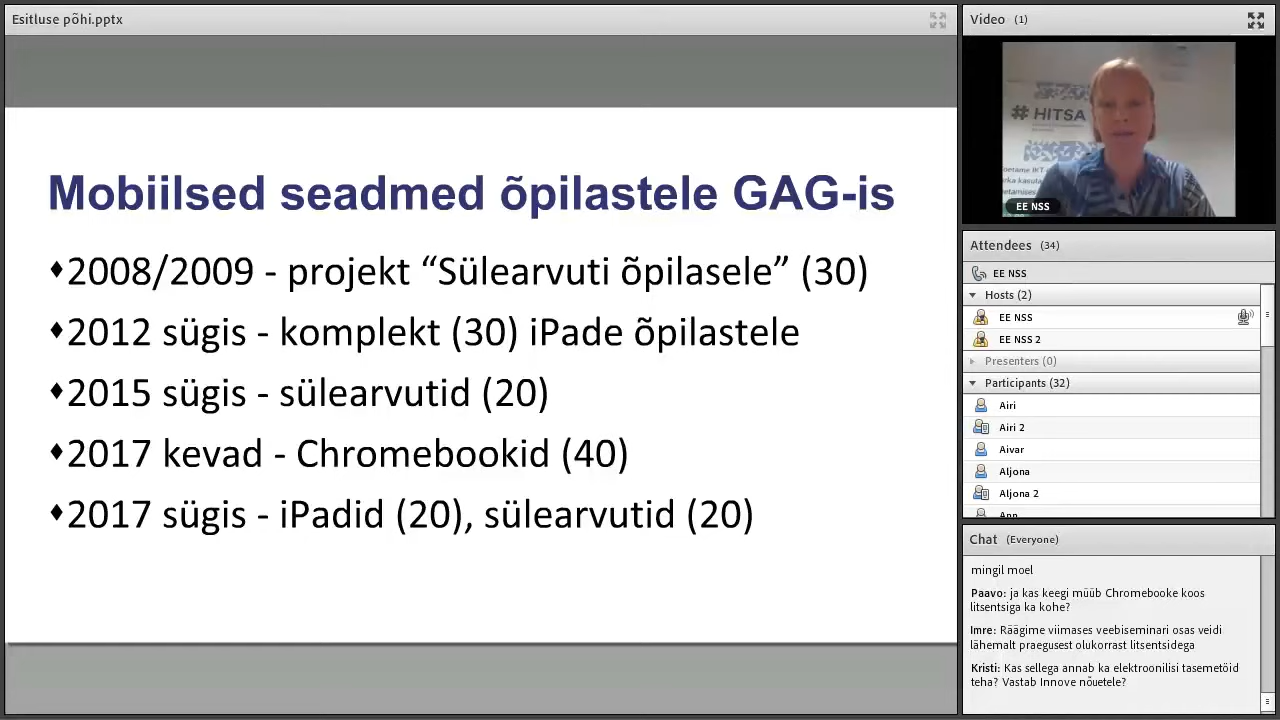 Esitluse põhi.pptx
Mobiilsed seadmed õpilastele GAG-is
♦2008/2009 - projekt “Sülearvuti õpilasele” (30)
♦2012 sügis - komplekt (30) iPade õpilastele
♦2015 sügis - sülearvutid (20)
♦2017 kevad - Chromebookid (40)
♦2017 sügis - iPadid (20), sülearvutid (20)
Video (1)
# HITSA
EE NSS
Attendees (34)
EE NSS
Hosts (2)
EE NSS
EE NSS 2
Presenters (0)
Participants (32)
Airi
Airi 2
Aivar
Aljona
Aljona 2
Chat (Everyone)
mingil moel
Paavo: ja kas keegi müüb Chromebooke koos
litsentsiga ka kohe?
Imre: Räägime viimases veebiseminari osas veidi
lähemalt praegusest olukorrast litsentsidega
Kristi: Kas sellega annab ka elektroonilisi tasemetöid
teha? Vastab Innove nõuetele?